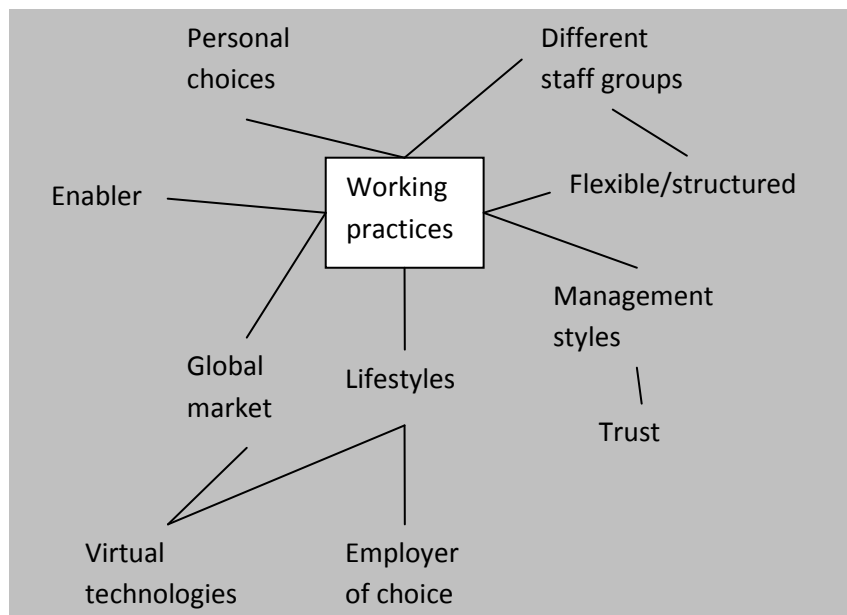 Personal
choices
Different
staff groups
Enabler
Working
practices
Flexible/structured
Management
styles
Global
market
Lifestyles
Trust
Virtual
technologies
Employer
of choice